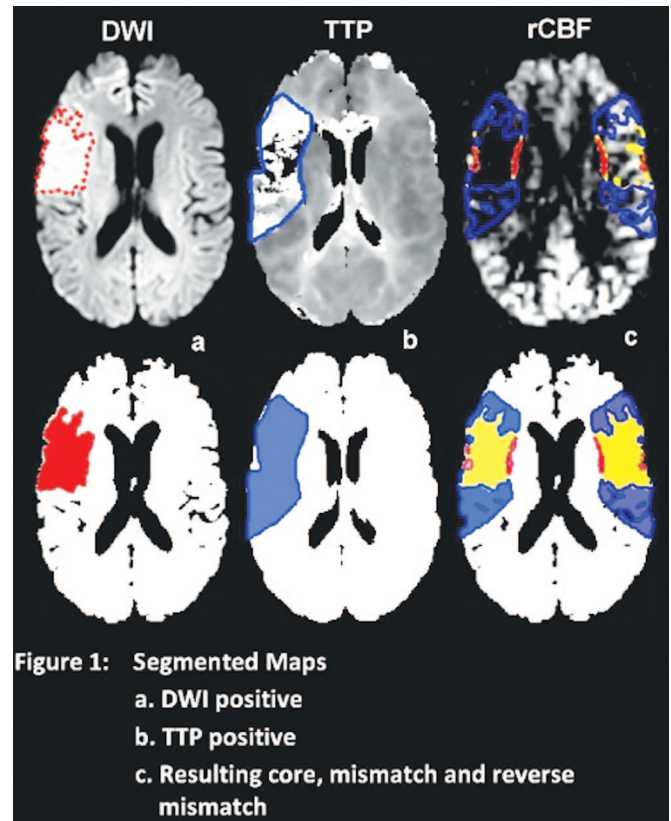 DWI TTP rCBF
a b c
Figure 1: Segmented Maps
a. DWI positive
b. TTP positive
c. Resulting core, mismatch and reverse
mismatch